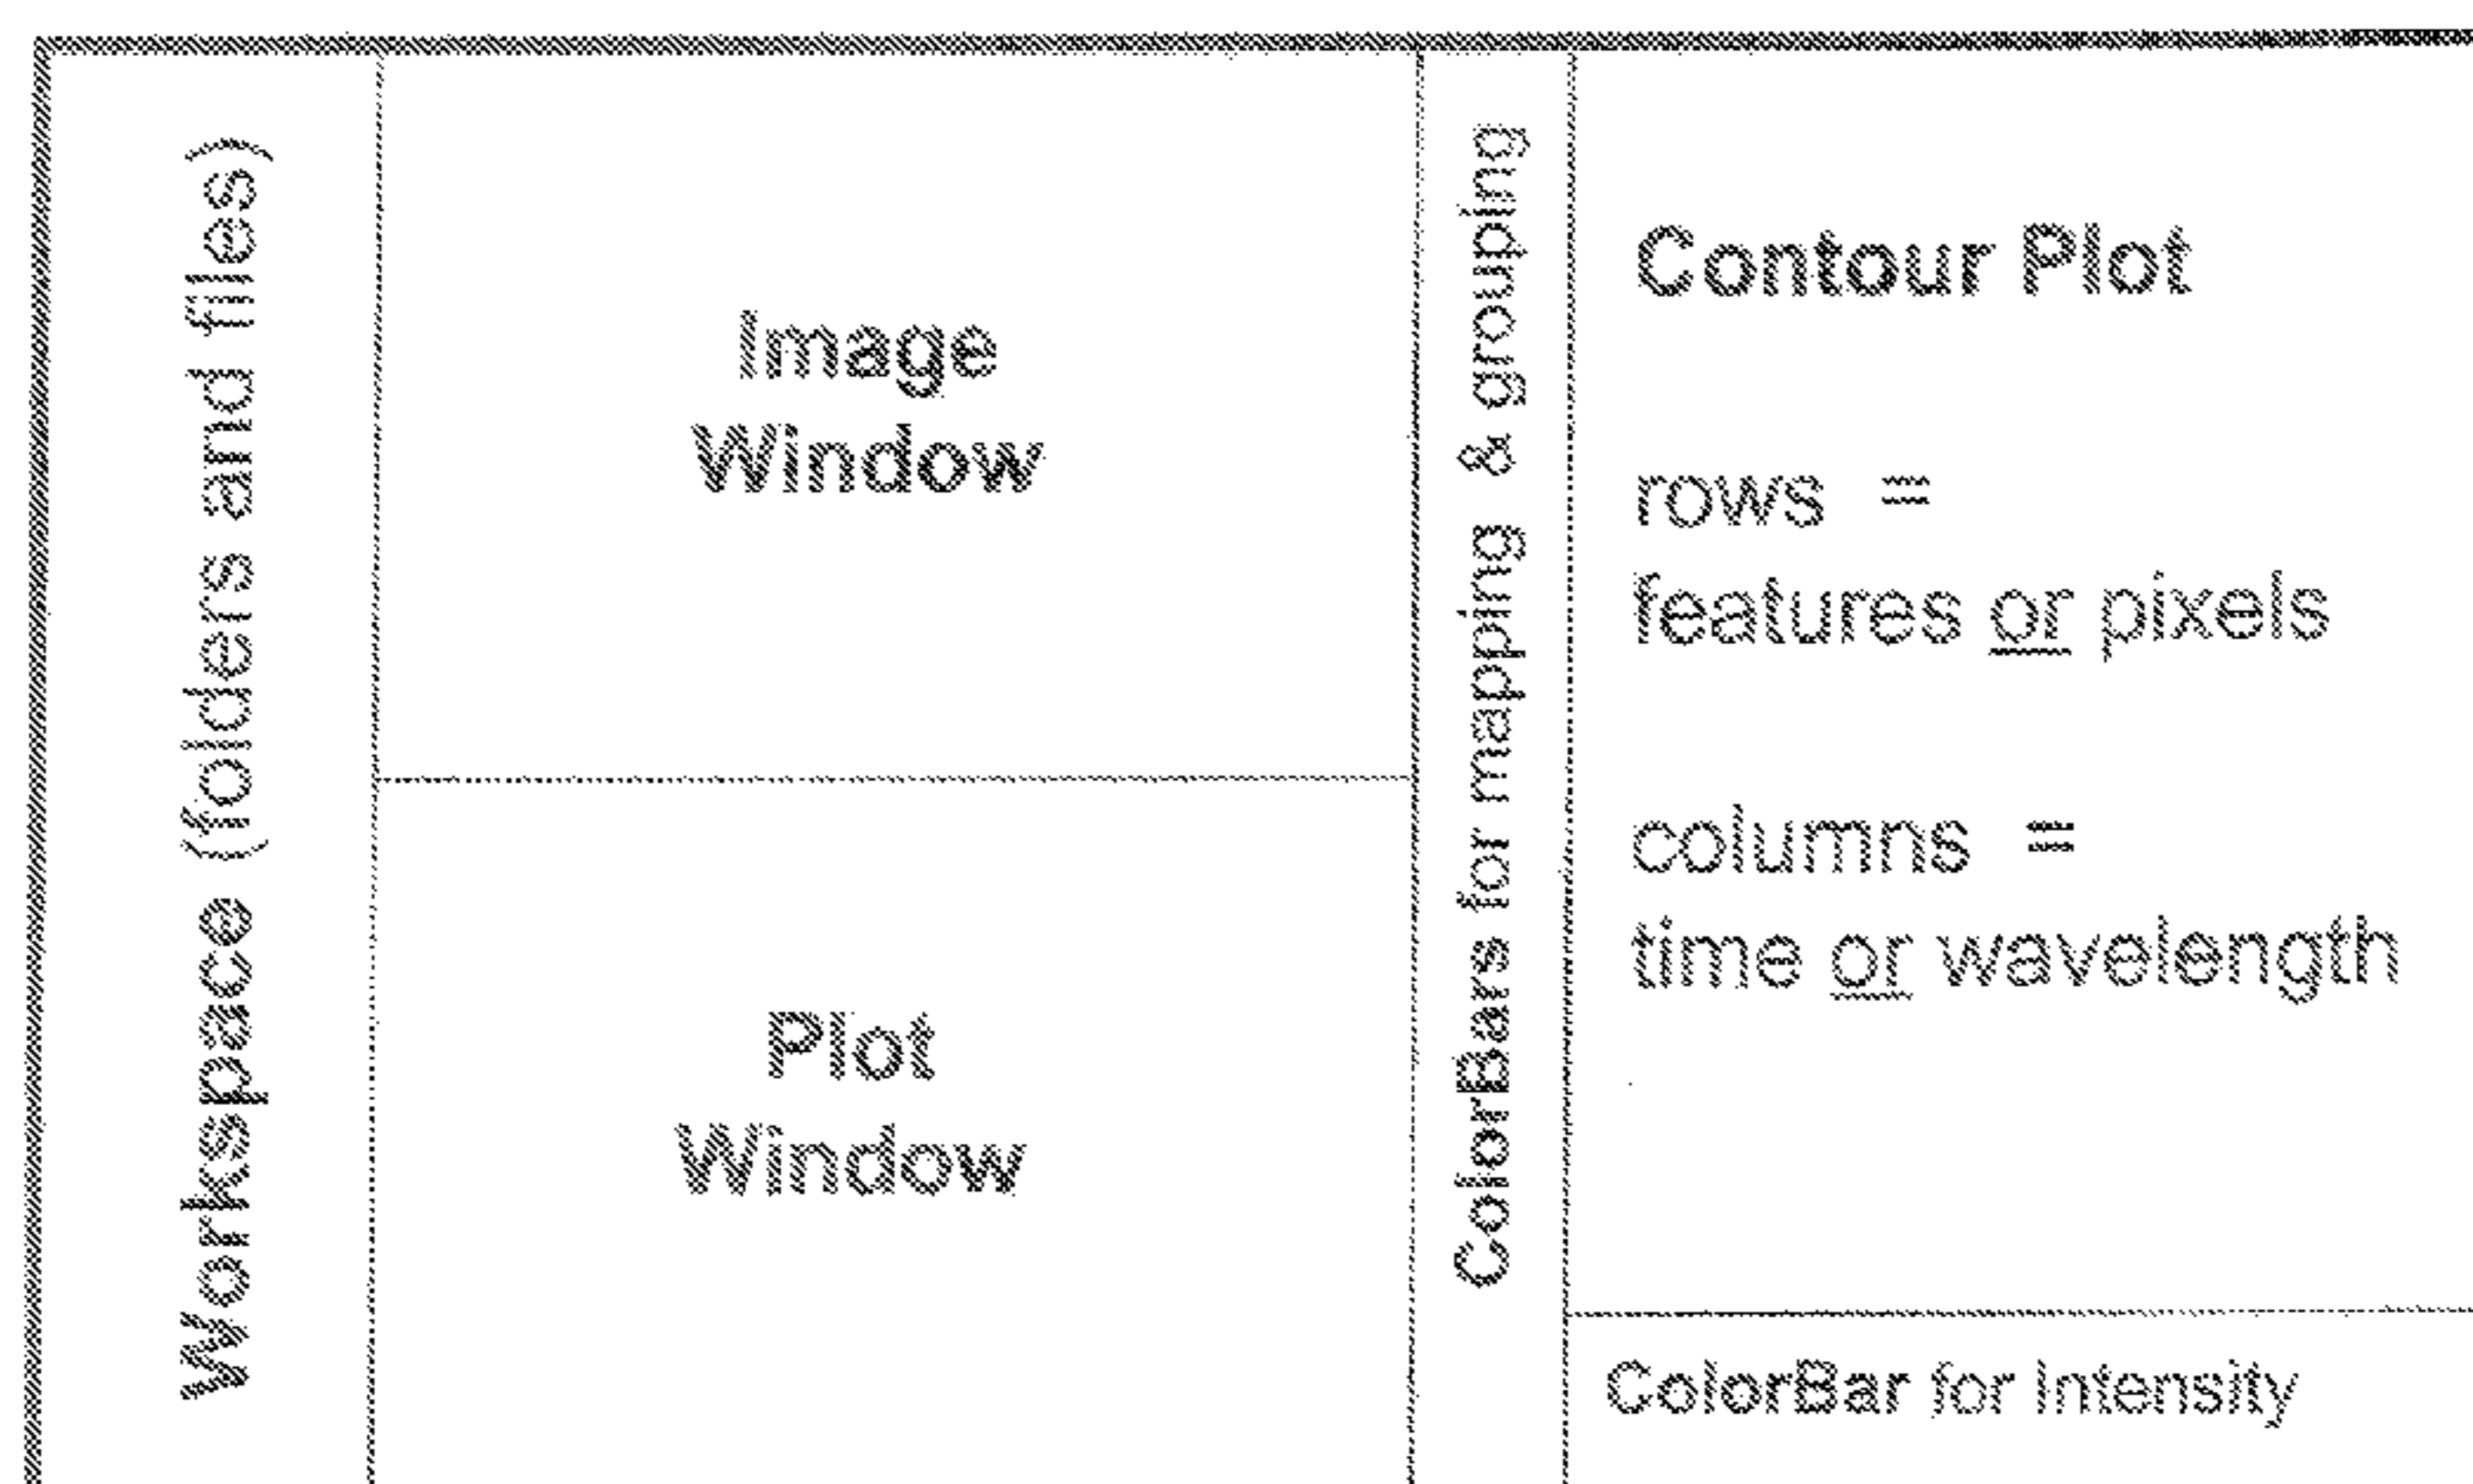 Workspace (folders and files)
Image
Window
Plot
Window
ColorBars for mapping & grouping
Contour Plot
rows =
features or pixels
columns =
time or wavelength
ColorBar for Intensity